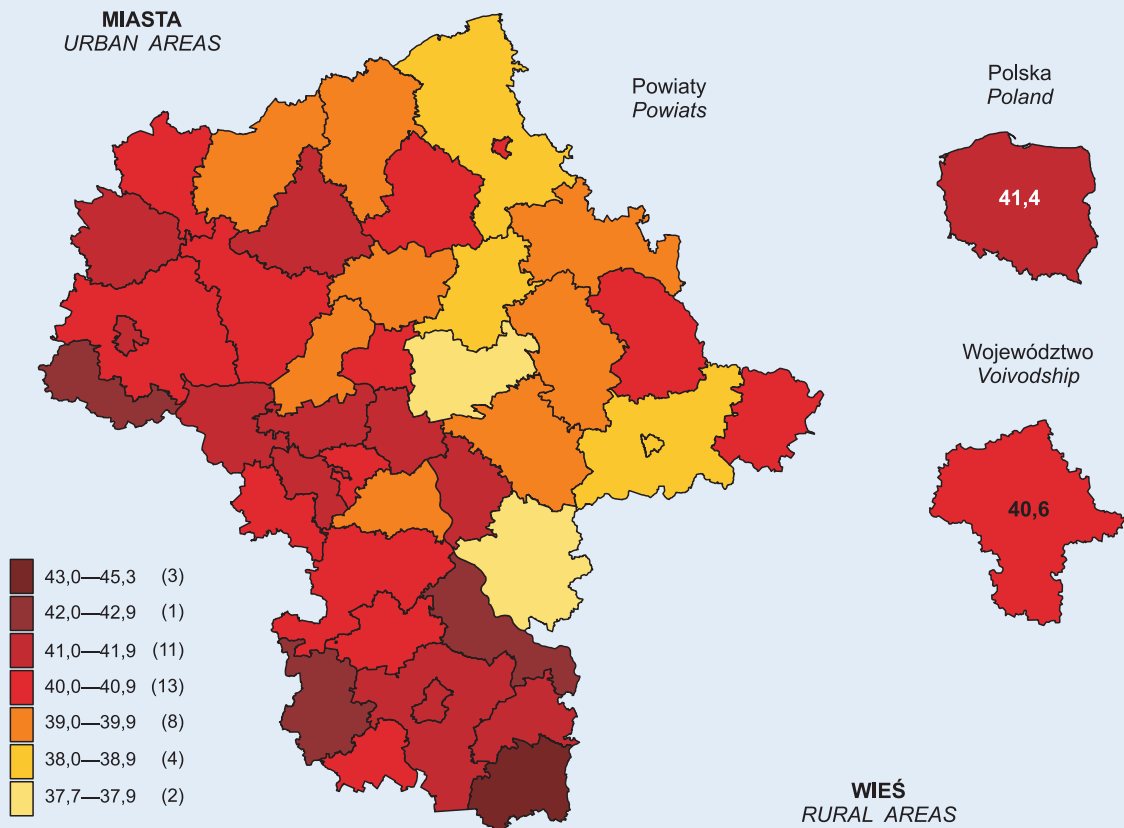 MIASTA
URBAN AREAS
Powiaty
Powiats
Polska
Poland
41,4
Województwo
Voivodship
40,6
43,0—45,3 (3)
42,0—42,9 (1)
41,0—41,9 (11)
40,0—40,9 (13)
39,0—39,9 (8)
38,0—38,9 (4)
37,7—37,9 (2)
WIEŚ
RURAL AREAS